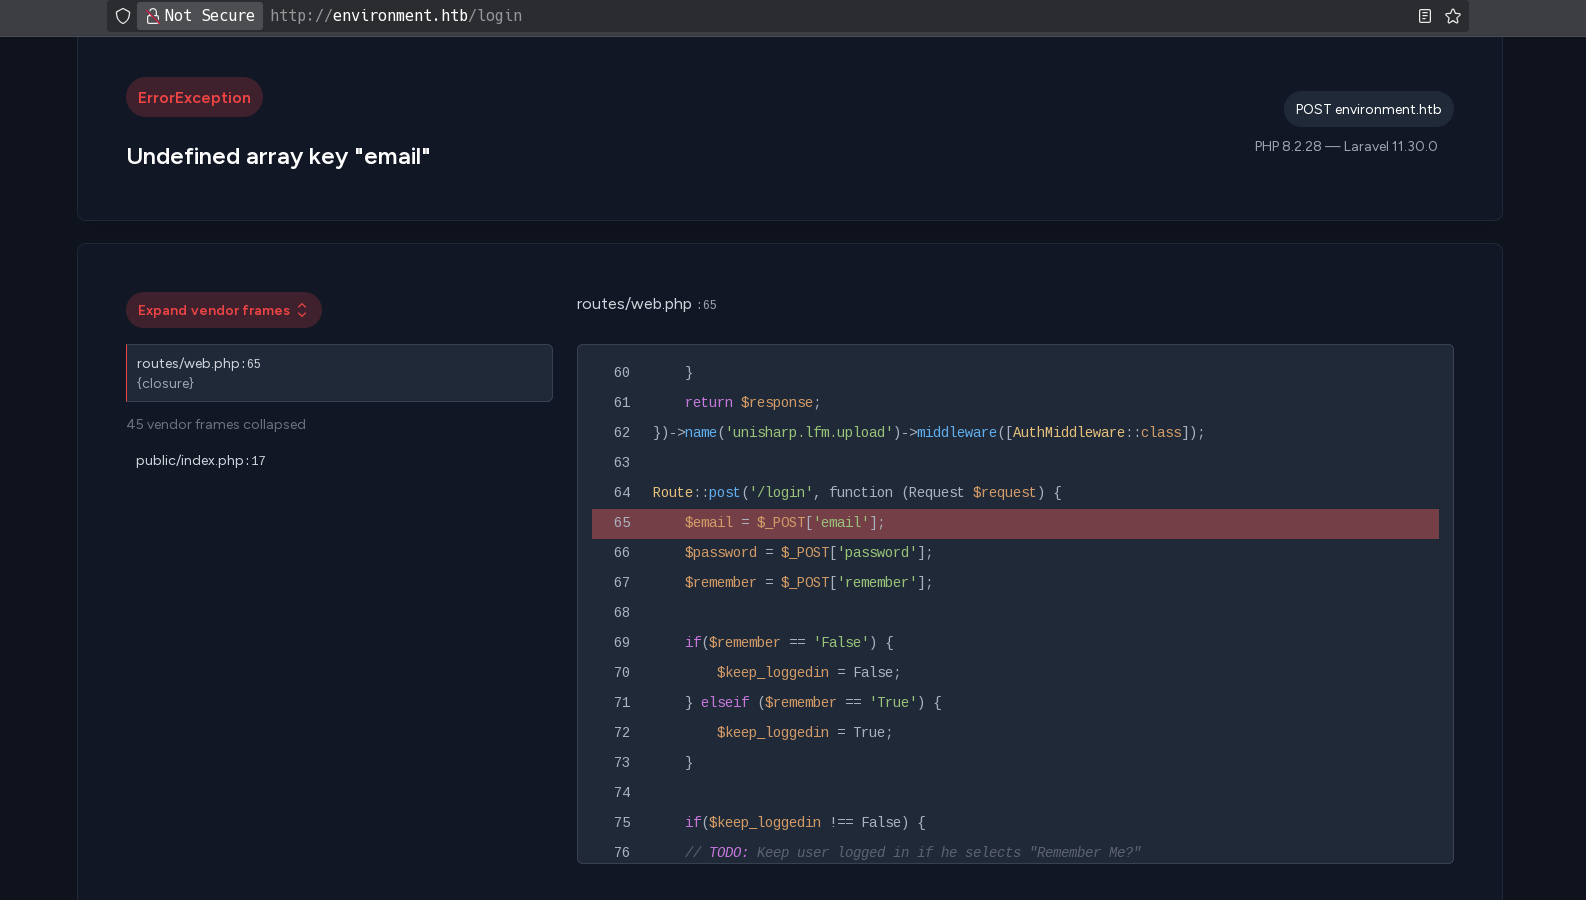 Not Secure http://environment.htb/login
ErrorException
POST environment.htb
Undefined array key "email"
PHP 8.2.28 — Laravel 11.30.0
Expand vendor frames
routes/web.php:65
{closure}
45 vendor frames collapsed
public/index.php:17
routes/web.php :65
60     }
61     return $response;
62 })->name('unisharp.lfm.upload')->middleware([AuthMiddleware::class]);
63
64 Route::post('/login', function (Request $request) {
65     $email = $_POST['email'];
66     $password = $_POST['password'];
67     $remember = $_POST['remember'];
68
69     if($remember == 'False') {
70         $keep_loggedin = False;
71     } elseif ($remember == 'True') {
72         $keep_loggedin = True;
73     }
74
75     if($keep_loggedin !== False) {
76     // TODO: Keep user logged in if he selects "Remember Me?"